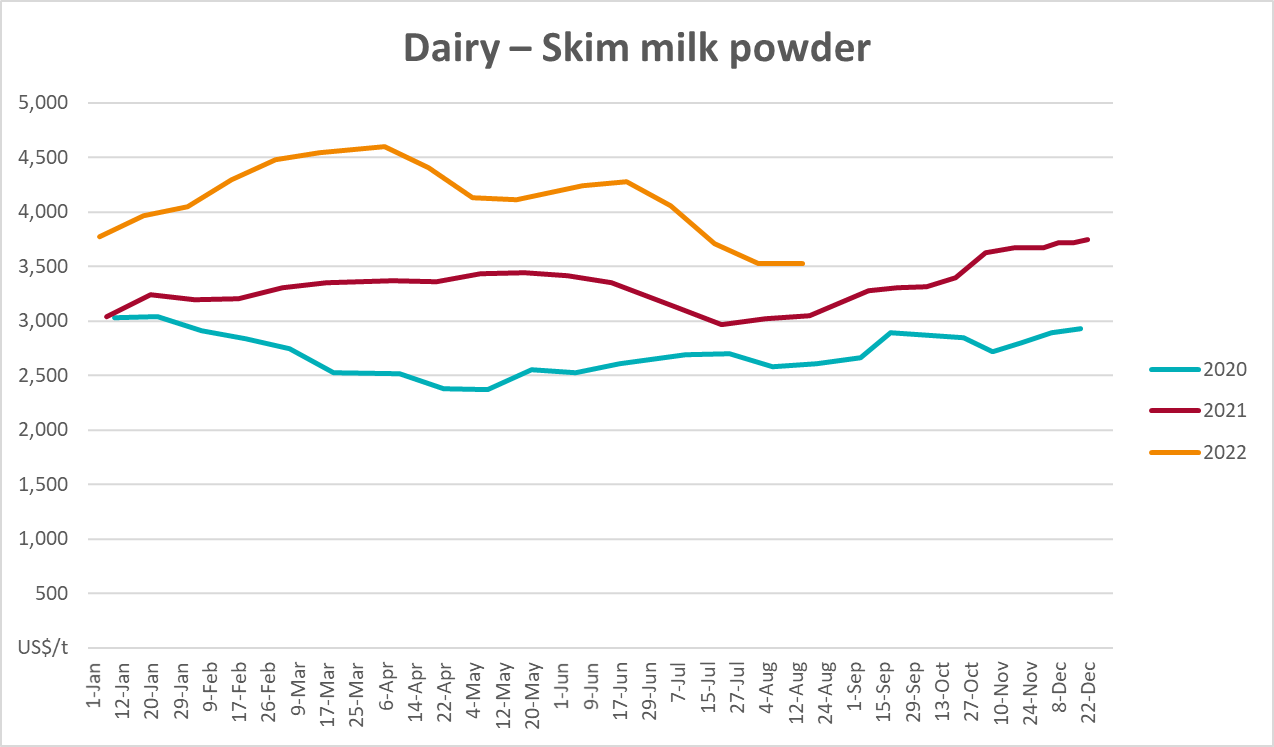 Dairy – Skim milk powder
5,000
4,500
4,000
3,500
3,000
2,500
2,000
1,500
1,000
500
US$/t
1-Jan
12-Jan
20-Jan
29-Jan
9-Feb
17-Feb
26-Feb
9-Mar
17-Mar
25-Mar
6-Apr
14-Apr
22-Apr
4-May
12-May
20-May
1-Jun
9-Jun
17-Jun
29-Jun
7-Jul
15-Jul
27-Jul
4-Aug
12-Aug
24-Aug
1-Sep
15-Sep
29-Sep
13-Oct
27-Oct
10-Nov
24-Nov
8-Dec
22-Dec
2020
2021
2022